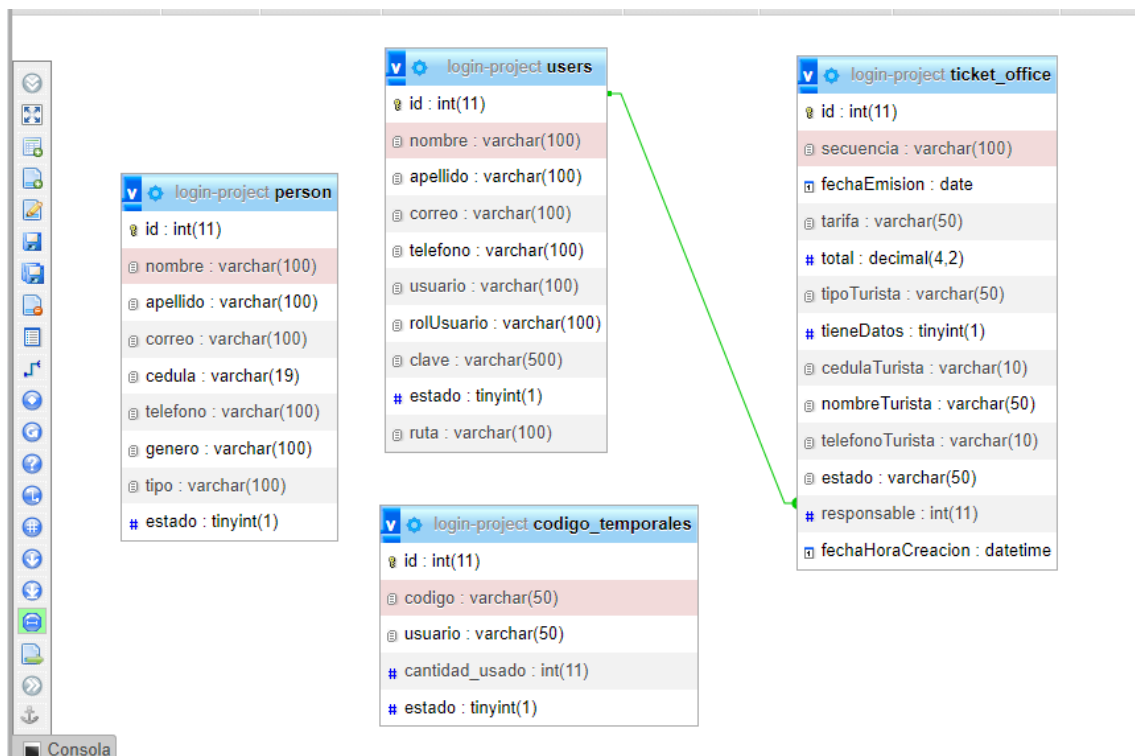 login-project person
id : int(11)
nombre : varchar(100)
apellido : varchar(100)
correo : varchar(100)
cedula : varchar(19)
telefono : varchar(100)
genero : varchar(100)
tipo : varchar(100)
estado : tinyint(1)
login-project users
id : int(11)
nombre : varchar(100)
apellido : varchar(100)
correo : varchar(100)
telefono : varchar(100)
usuario : varchar(100)
rolUsuario : varchar(100)
clave : varchar(500)
estado : tinyint(1)
ruta : varchar(100)
login-project codigo_temporales
id : int(11)
codigo : varchar(50)
usuario : varchar(50)
cantidad_usado : int(11)
estado : tinyint(1)
login-project ticket_office
id : int(11)
secuencia : varchar(100)
fechaEmision : date
tarifa : varchar(50)
total : decimal(4,2)
tipoTurista : varchar(50)
tieneDatos : tinyint(1)
cedulaTurista : varchar(10)
nombreTurista : varchar(50)
telefonoTurista : varchar(10)
estado : varchar(50)
responsable : int(11)
fechaHoraCreacion : datetime
Consola